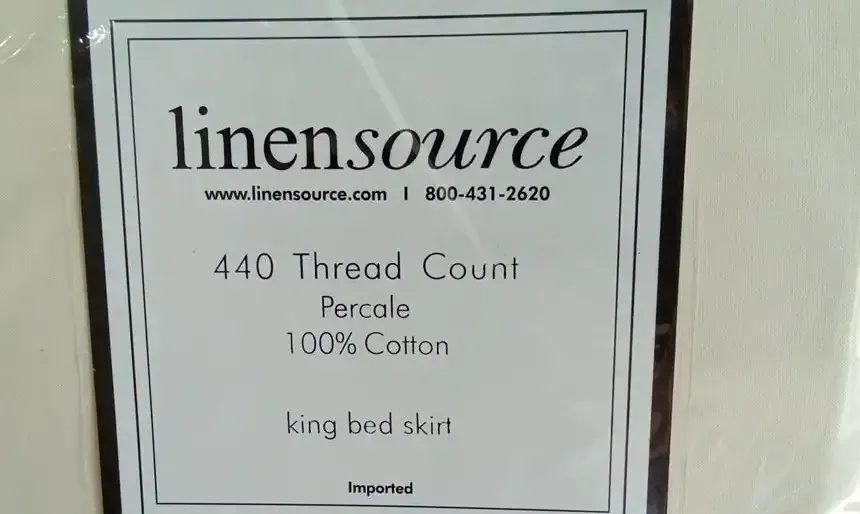 linensource
www.linensource.com | 800-431-2620
440 Thread Count
Percale
100% Cotton
king bed skirt
Imported